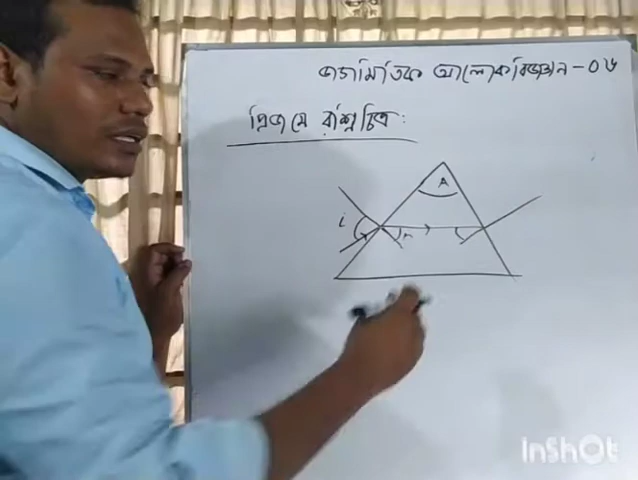 জ্যামিতিক আলোকবিজ্ঞান - ০৬
প্রিজমে রশ্মিচিত্র:
A
i
r
InShOt